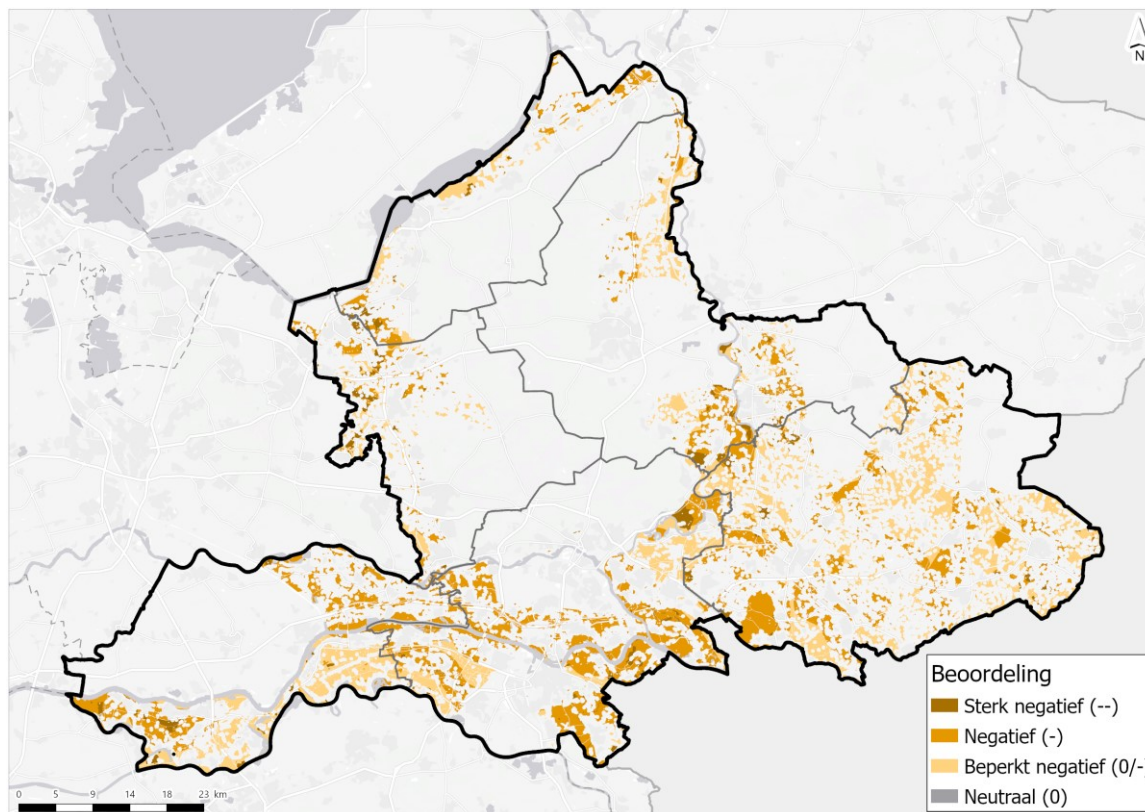 N
Beoordeling
Sterk negatief (--)
Negatief (-)
Beperkt negatief (0/-)
Neutraal (0)
0 5 9 14 18 23 km